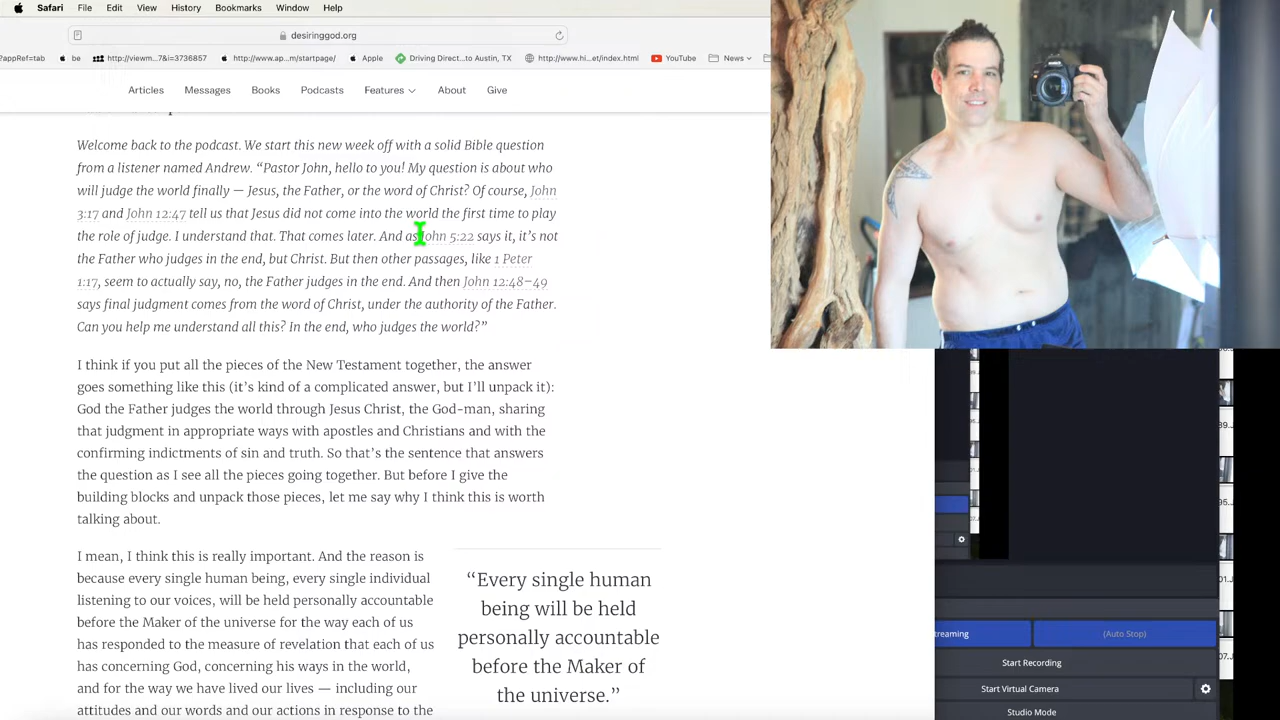 Safari File Edit View History Bookmarks Window Help
desiringgod.org
?appRef=tab be http://viewm...7&i=3736857 http://www.ap...m/startpage/ Apple Driving Direct...to Austin, TX http://www.hi...et/index.html YouTube News
Articles Messages Books Podcasts Features About Give
Welcome back to the podcast. We start this new week off with a solid Bible question
from a listener named Andrew. “Pastor John, hello to you! My question is about who
will judge the world finally — Jesus, the Father, or the word of Christ? Of course, John
3:17 and John 12:47 tell us that Jesus did not come into the world the first time to play
the role of judge. I understand that. That comes later. And as John 5:22 says it, it’s not
the Father who judges in the end, but Christ. But then other passages, like 1 Peter
1:17, seem to actually say, no, the Father judges in the end. And then John 12:48–49
says final judgment comes from the word of Christ, under the authority of the Father.
Can you help me understand all this? In the end, who judges the world?”
I think if you put all the pieces of the New Testament together, the answer
goes something like this (it’s kind of a complicated answer, but I’ll unpack it):
God the Father judges the world through Jesus Christ, the God-man, sharing
that judgment in appropriate ways with apostles and Christians and with the
confirming indictments of sin and truth. So that’s the sentence that answers
the question as I see all the pieces going together. But before I give the
building blocks and unpack those pieces, let me say why I think this is worth
talking about.
I mean, I think this is really important. And the reason is
because every single human being, every single individual
listening to our voices, will be held personally accountable
before the Maker of the universe for the way each of us
has responded to the measure of revelation that each of us
has concerning God, concerning his ways in the world,
and for the way we have lived our lives — including our
attitudes and our words and our actions in response to the
“Every single human
being will be held
personally accountable
before the Maker of
the universe.”
treaming (Auto Stop)
Start Recording
Start Virtual Camera
Studio Mode